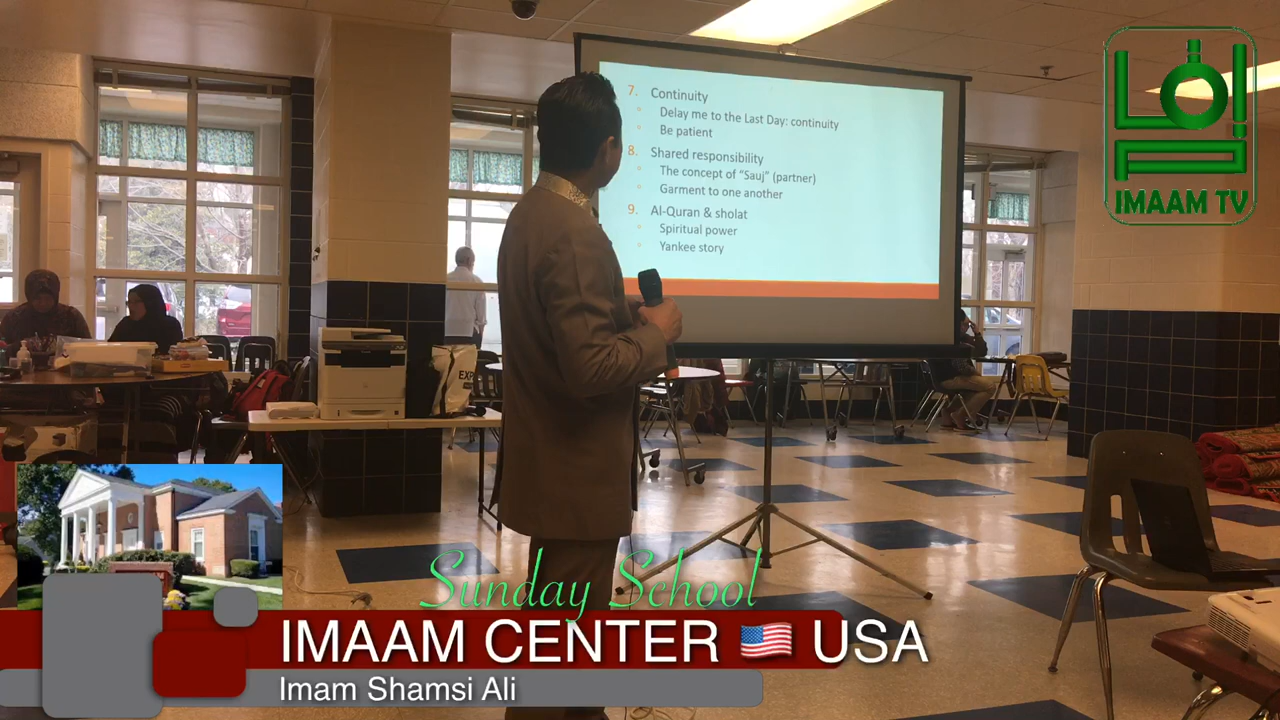 7. Continuity
Delay me to the Last Day: continuity
Be patient
8. Shared responsibility
The concept of "Sauj" (partner)
Garment to one another
9. Al-Quran & sholat
Spiritual power
Yankee story
IMAAM TV
EXP
Sunday School
IMAAM CENTER 🇺🇸 USA
Imam Shamsi Ali